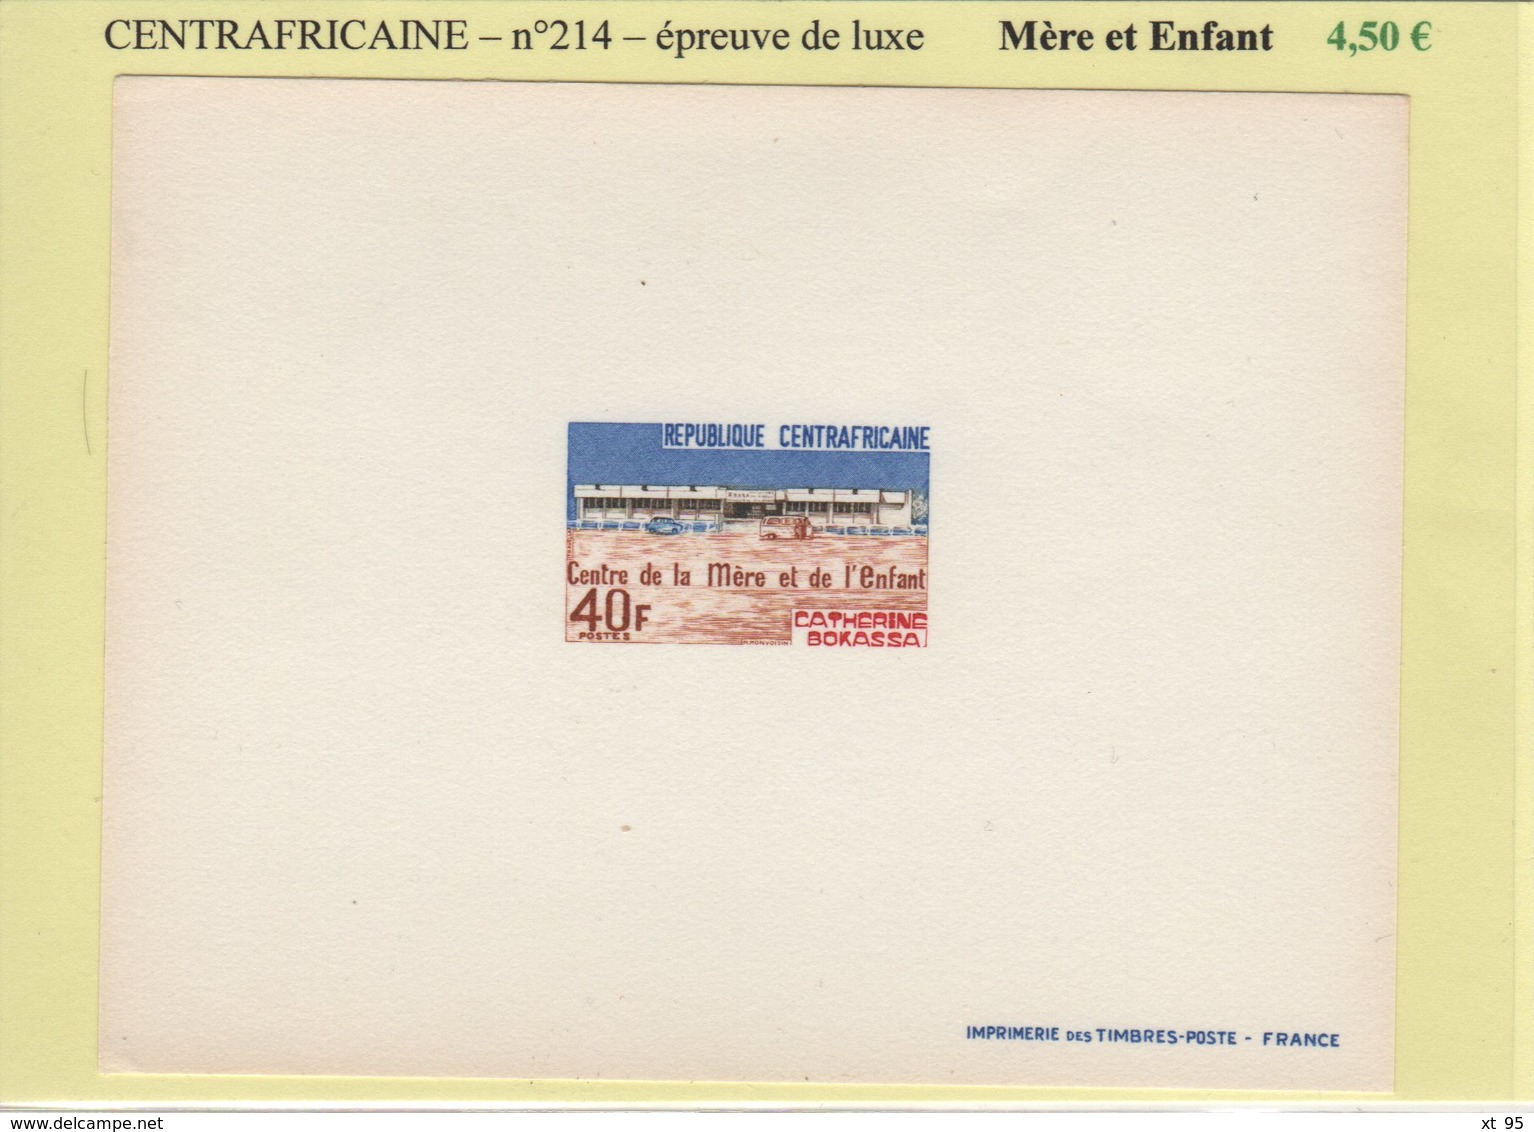 CENTRAFRICAINE – n°214 – épreuve de luxe Mère et Enfant 4,50 €
REPUBLIQUE CENTRAFRICAINE
Centre de la Mère et de l'Enfant
40F
POSTES
CATHERINE
BOKASSA
IMPRIMERIE DES TIMBRES-POSTE - FRANCE
www.delcampe.net
xt 95